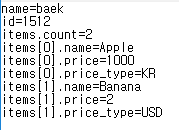 name=baek
id=1512
items.count=2
items[0].name=Apple
items[0].price=1000
items[0].price_type=KR
items[1].name=Banana
items[1].price=2
items[1].price_type=USD